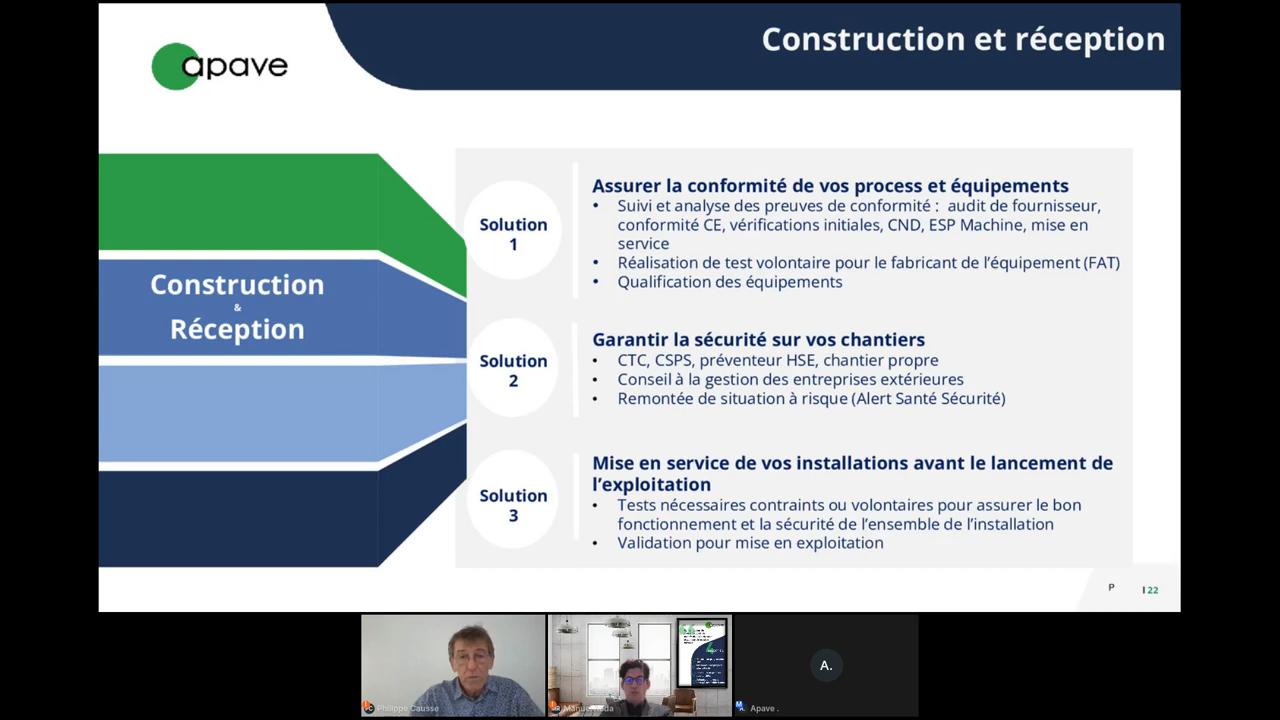 Construction et réception
apave
Construction
&
Réception
Solution
1
Assurer la conformité de vos process et équipements
• Suivi et analyse des preuves de conformité : audit de fournisseur,
conformité CE, vérifications initiales, CND, ESP Machine, mise en
service
• Réalisation de test volontaire pour le fabricant de l’équipement (FAT)
• Qualification des équipements
Solution
2
Garantir la sécurité sur vos chantiers
• CTC, CSPS, préventeur HSE, chantier propre
• Conseil à la gestion des entreprises extérieures
• Remontée de situation à risque (Alert Santé Sécurité)
Solution
3
Mise en service de vos installations avant le lancement de
l’exploitation
• Tests nécessaires contraints ou volontaires pour assurer le bon
fonctionnement et la sécurité de l’ensemble de l’installation
• Validation pour mise en exploitation
P I 22
Philippe Causse
A.
Apave .